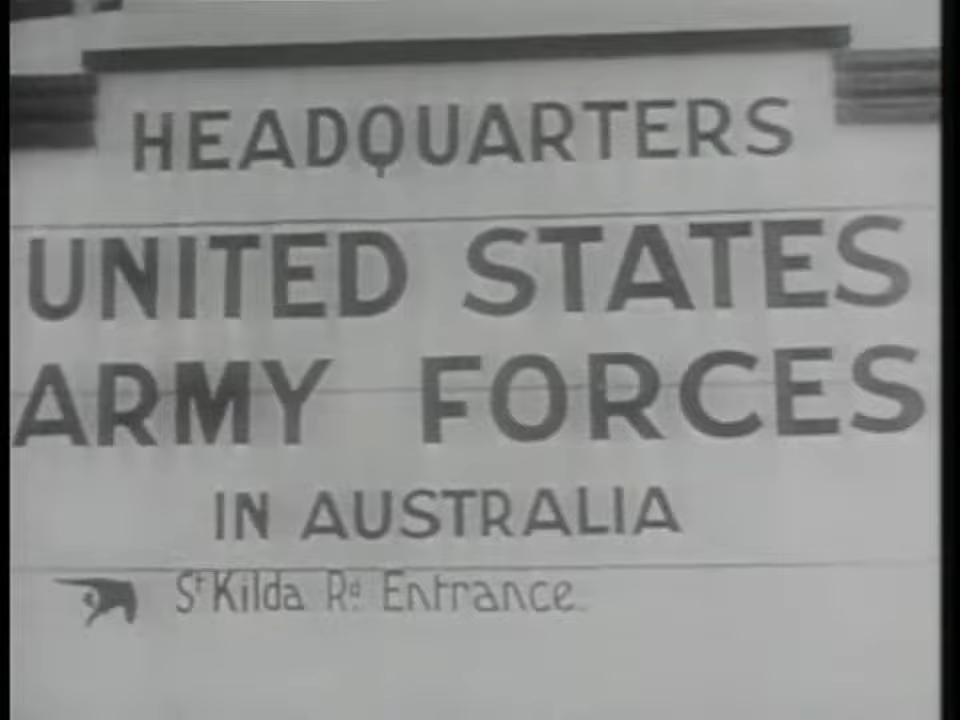 HEADQUARTERS
UNITED STATES
ARMY FORCES
IN AUSTRALIA
St Kilda Rd Entrance